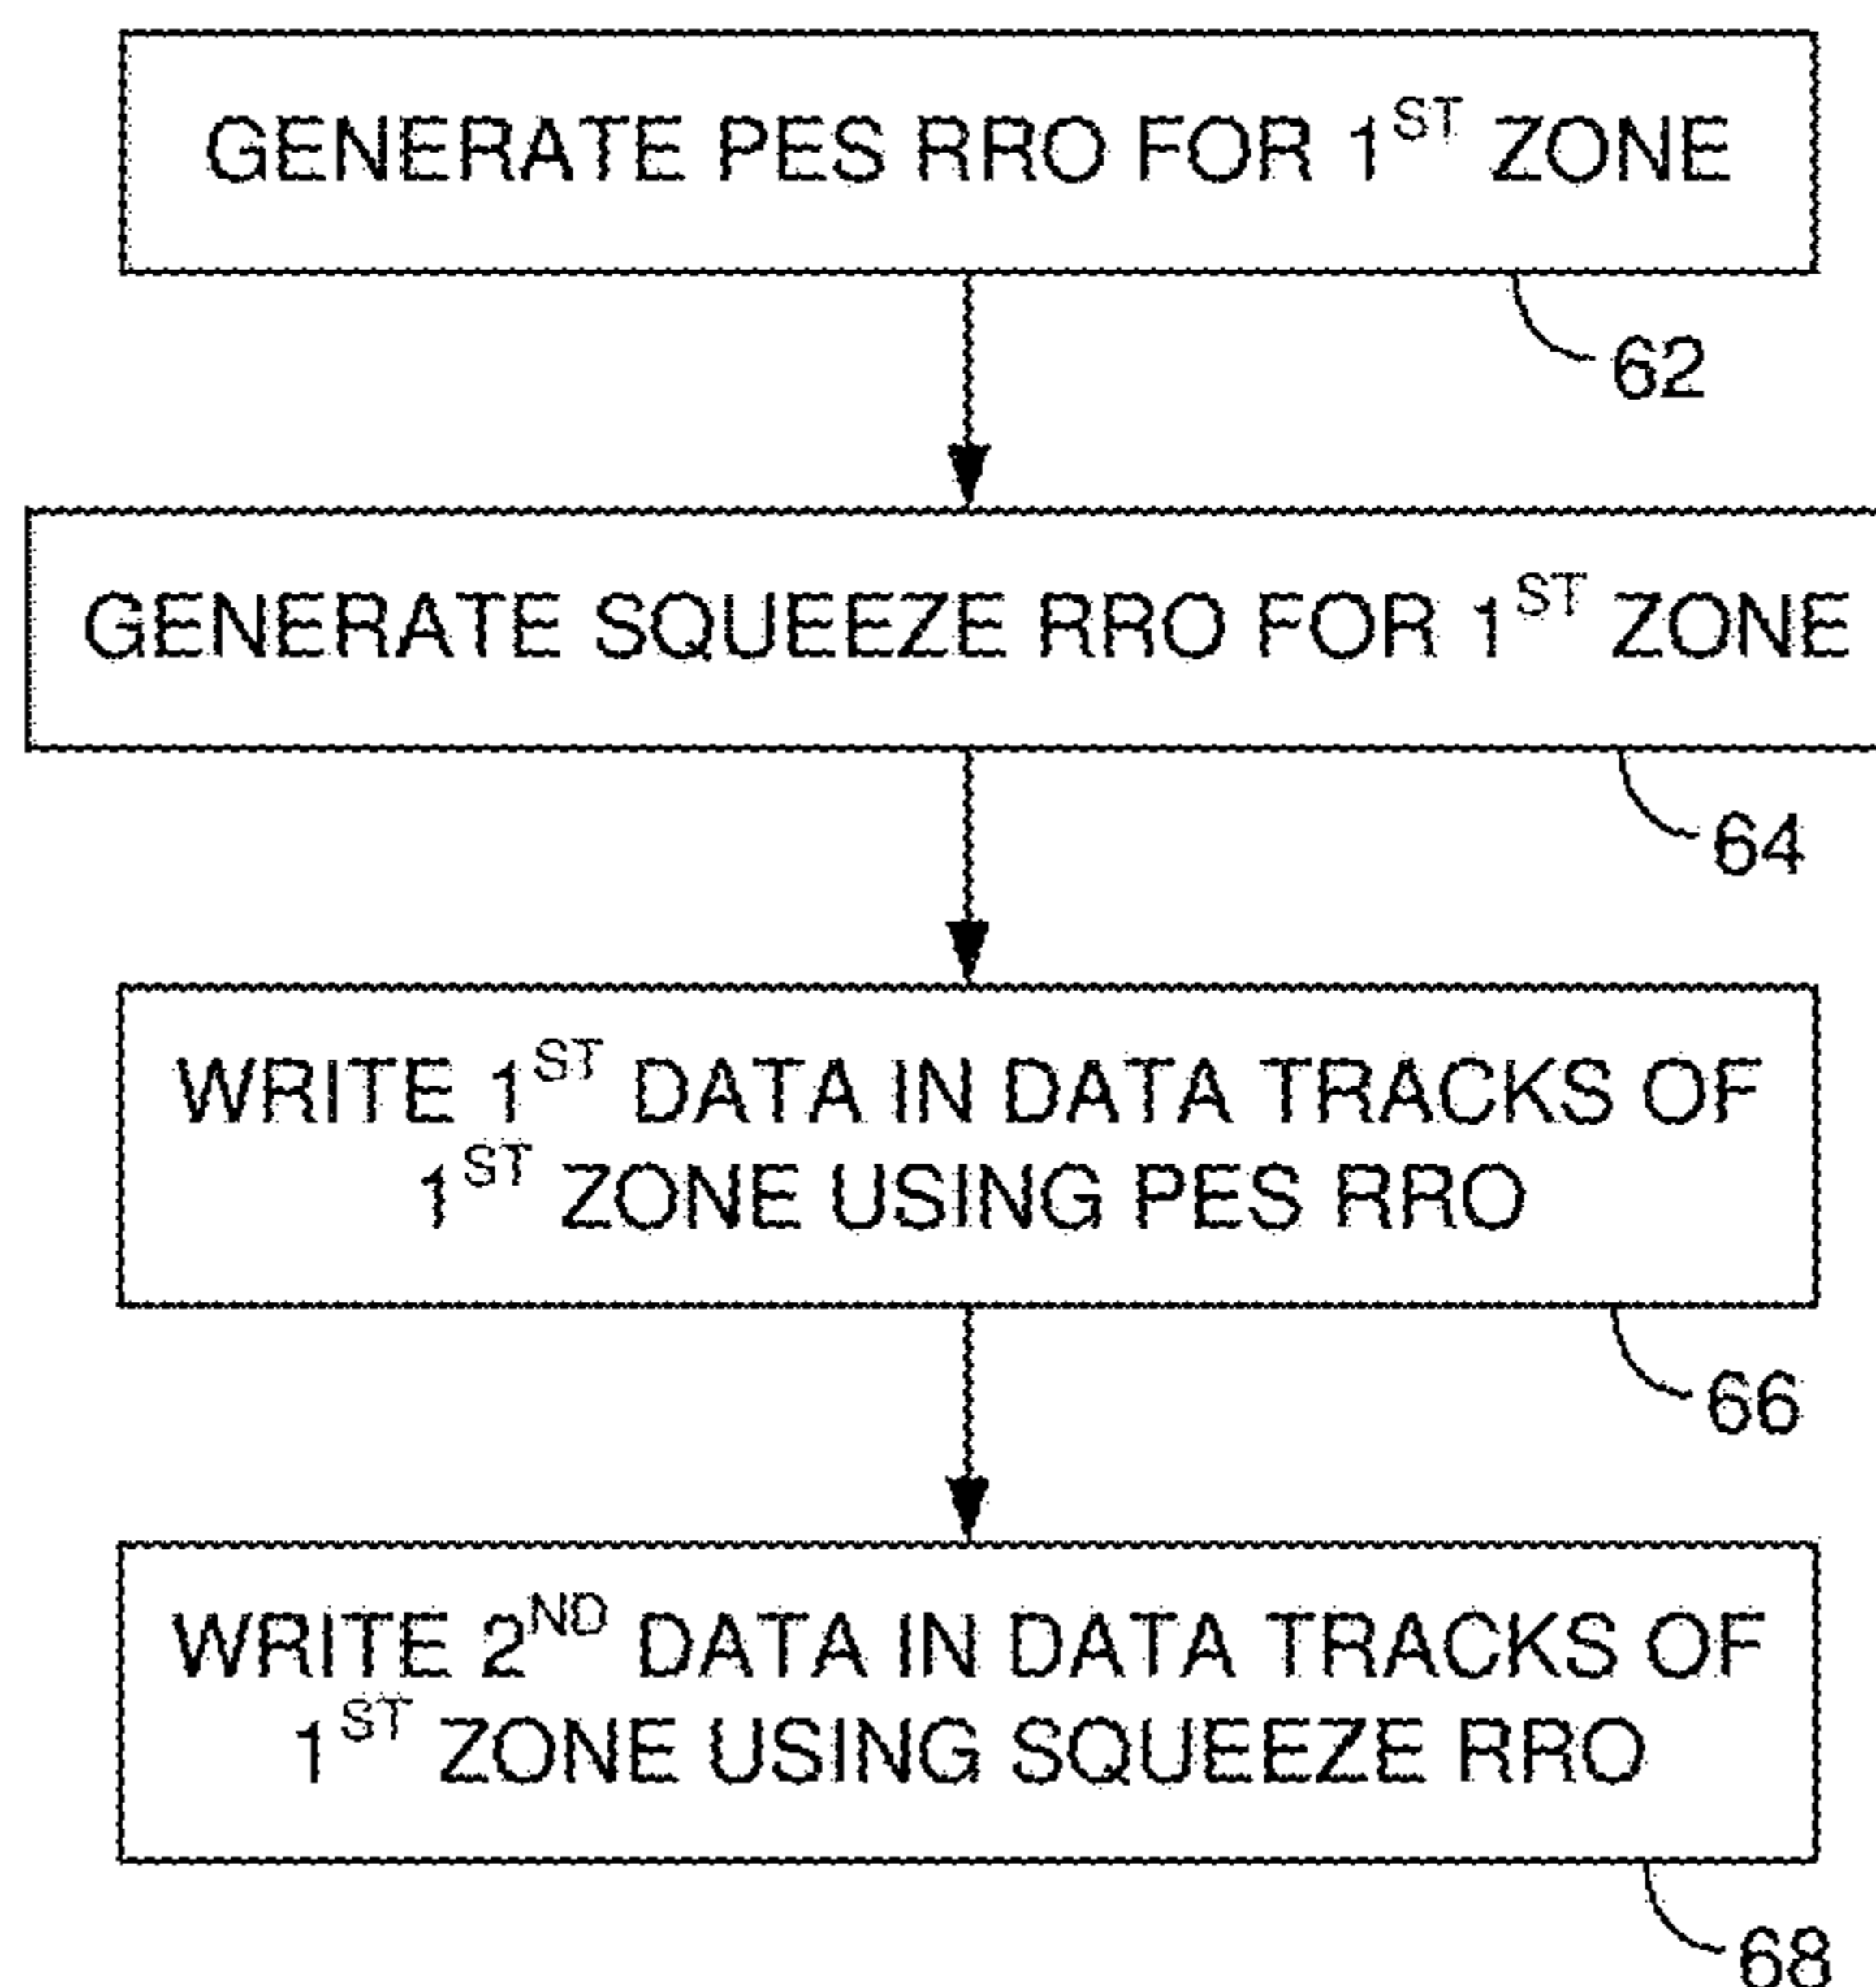 GENERATE PES RRO FOR 1ST ZONE
62
GENERATE SQUEEZE RRO FOR 1ST ZONE
64
WRITE 1ST DATA IN DATA TRACKS OF
1ST ZONE USING PES RRO
66
WRITE 2ND DATA IN DATA TRACKS OF
1ST ZONE USING SQUEEZE RRO
68